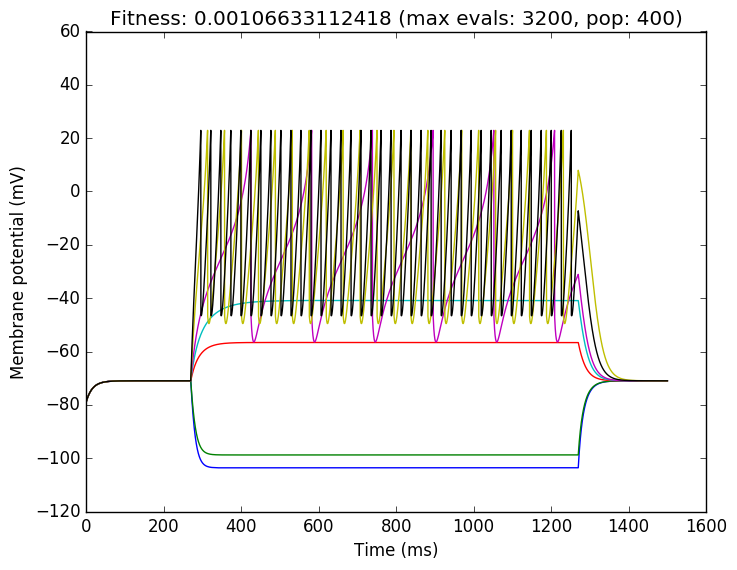 Fitness: 0.00106633112418 (max evals: 3200, pop: 400)
60
40
20
0
−20
−40
−60
−80
−100
−120
Membrane potential (mV)
0 200 400 600 800 1000 1200 1400 1600
Time (ms)